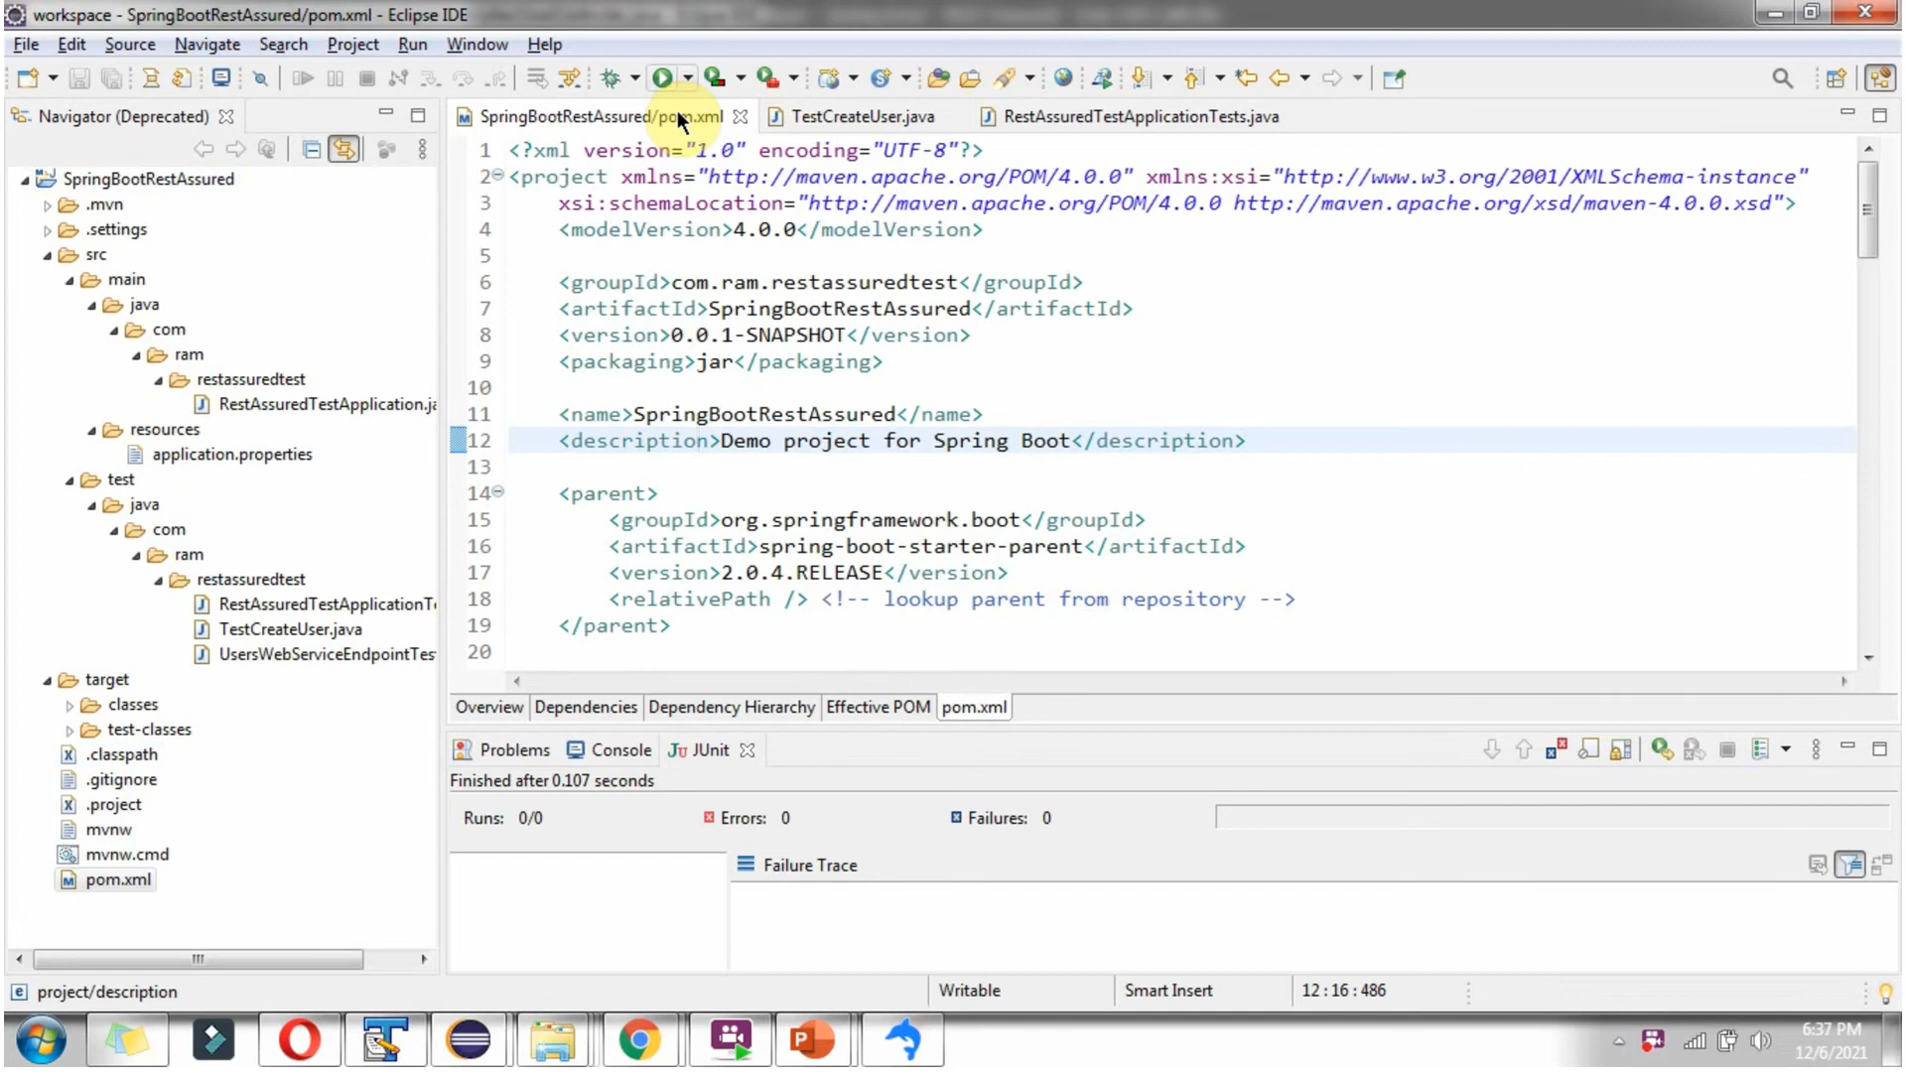 workspace - SpringBootRestAssured/pom.xml - Eclipse IDE
File Edit Source Navigate Search Project Run Window Help
Navigator (Deprecated)
SpringBootRestAssured
.mvn
.settings
src
main
java
com
ram
restassuredtest
RestAssuredTestApplication.ja
resources
application.properties
test
java
com
ram
restassuredtest
RestAssuredTestApplicationT
TestCreateUser.java
UsersWebServiceEndpointTes
target
classes
test-classes
.classpath
.gitignore
.project
mvnw
mvnw.cmd
pom.xml
SpringBootRestAssured/pom.xml TestCreateUser.java RestAssuredTestApplicationTests.java
1 <?xml version="1.0" encoding="UTF-8"?>
2 <project xmlns="http://maven.apache.org/POM/4.0.0" xmlns:xsi="http://www.w3.org/2001/XMLSchema-instance"
3 xsi:schemaLocation="http://maven.apache.org/POM/4.0.0 http://maven.apache.org/xsd/maven-4.0.0.xsd">
4 <modelVersion>4.0.0</modelVersion>
5
6 <groupId>com.ram.restassuredtest</groupId>
7 <artifactId>SpringBootRestAssured</artifactId>
8 <version>0.0.1-SNAPSHOT</version>
9 <packaging>jar</packaging>
10
11 <name>SpringBootRestAssured</name>
12 <description>Demo project for Spring Boot</description>
13
14 <parent>
15 <groupId>org.springframework.boot</groupId>
16 <artifactId>spring-boot-starter-parent</artifactId>
17 <version>2.0.4.RELEASE</version>
18 <relativePath /> <!-- lookup parent from repository -->
19 </parent>
20
Overview Dependencies Dependency Hierarchy Effective POM pom.xml
Problems Console JUnit
Finished after 0.107 seconds
Runs: 0/0 Errors: 0 Failures: 0
Failure Trace
project/description Writable Smart Insert 12 : 16 : 486
6:37 PM
12/6/2021